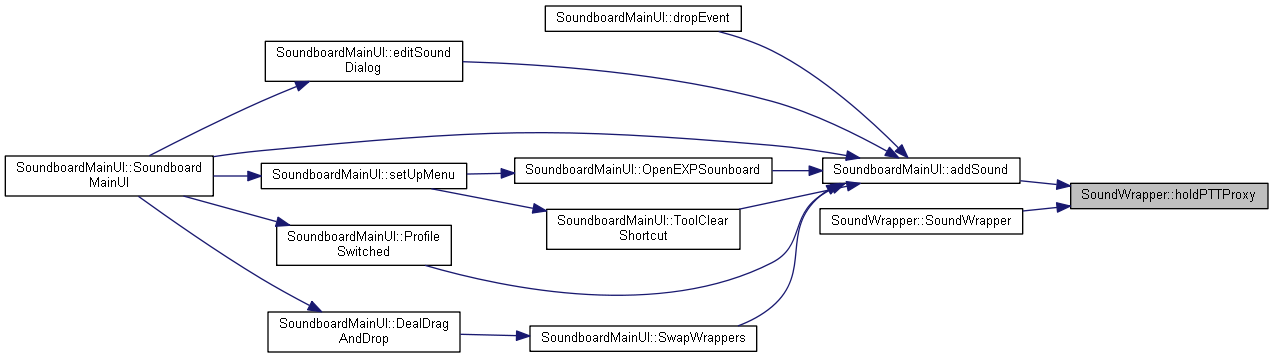 SoundboardMainUI::dropEvent
SoundboardMainUI::editSound
Dialog
SoundboardMainUI::Soundboard
MainUI
SoundboardMainUI::setUpMenu
SoundboardMainUI::OpenEXPSounboard
SoundboardMainUI::addSound
SoundWrapper::holdPTTProxy
SoundboardMainUI::ToolClear
Shortcut
SoundWrapper::SoundWrapper
SoundboardMainUI::Profile
Switched
SoundboardMainUI::DealDrag
AndDrop
SoundboardMainUI::SwapWrappers